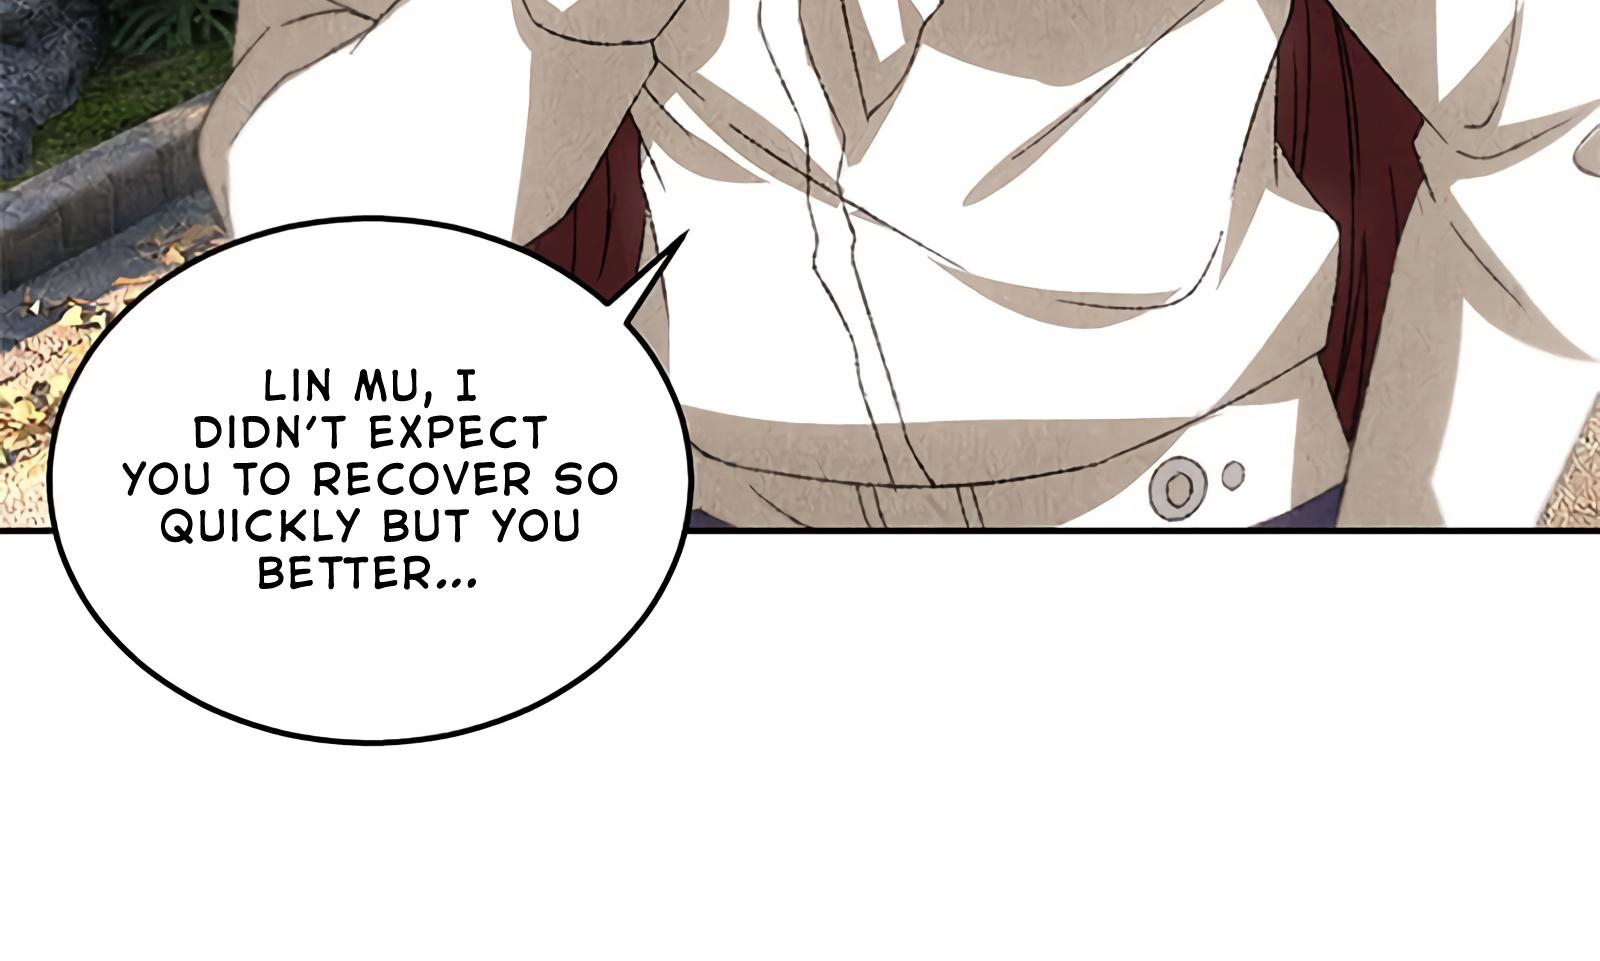 LIN MU, I
DIDN'T EXPECT
YOU TO RECOVER SO
QUICKLY BUT YOU
BETTER...